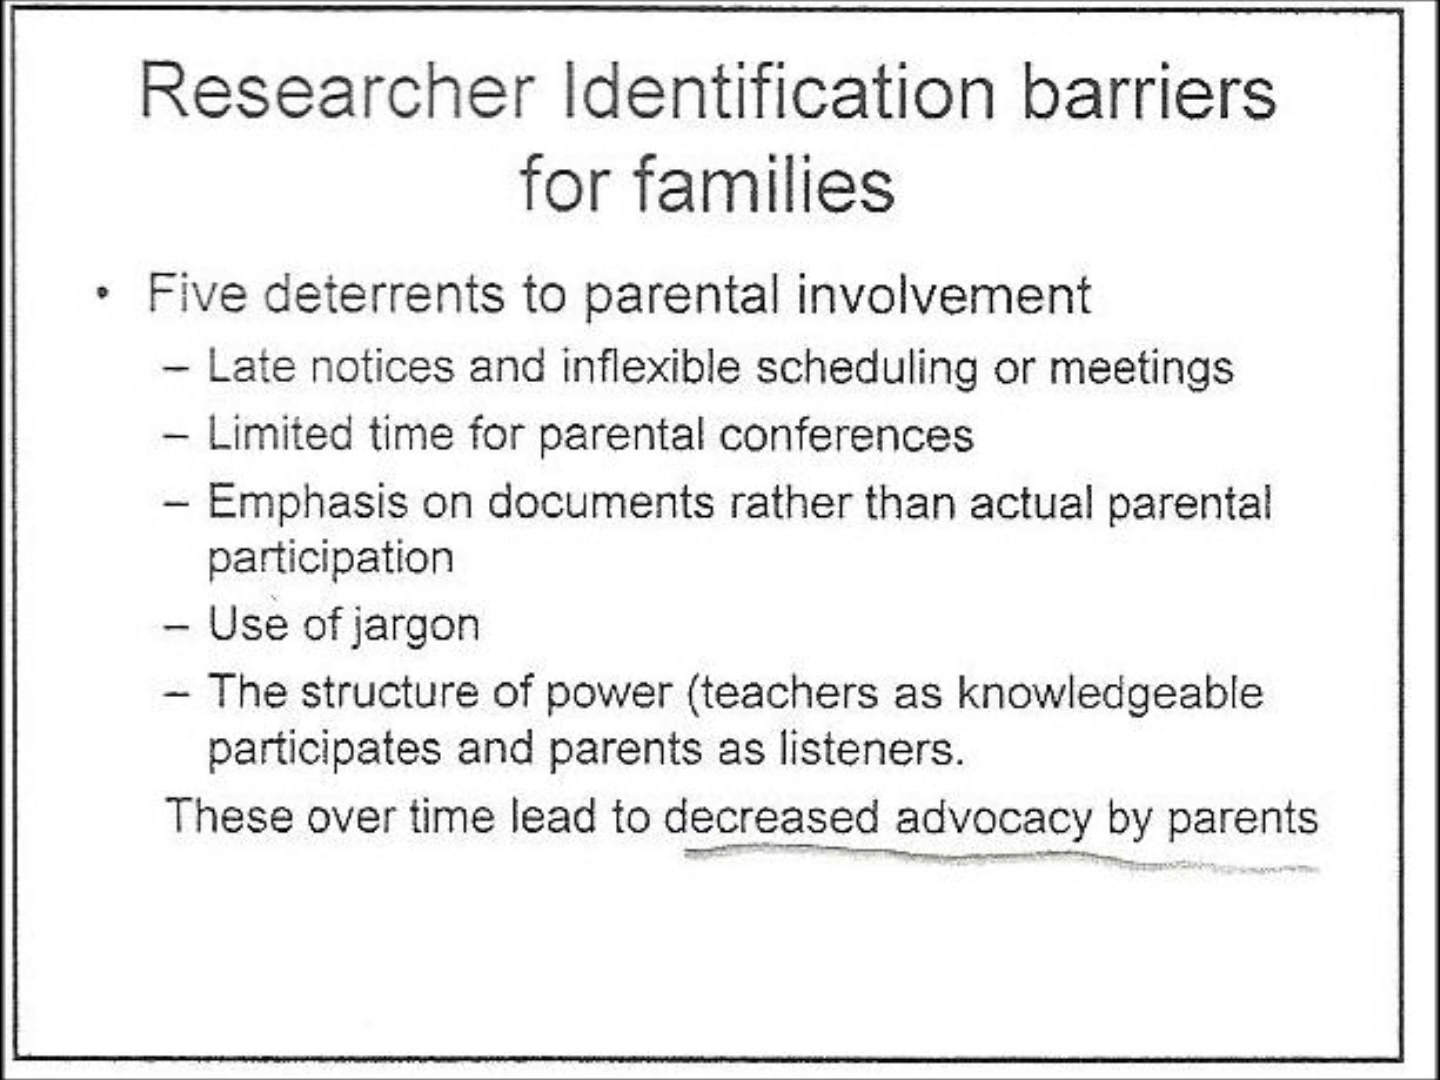 Researcher Identification barriers
for families
• Five deterrents to parental involvement
– Late notices and inflexible scheduling or meetings
– Limited time for parental conferences
– Emphasis on documents rather than actual parental
participation
– Use of jargon
– The structure of power (teachers as knowledgeable
participates and parents as listeners.
These over time lead to decreased advocacy by parents